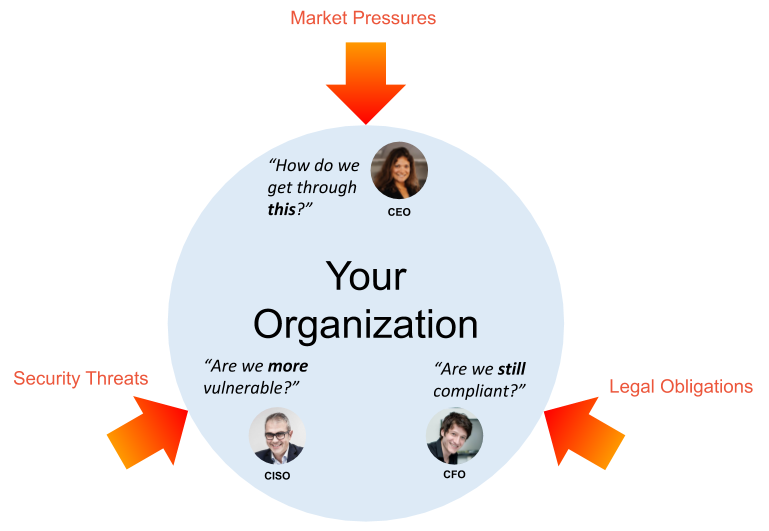 Market Pressures
“How do we
get through
this?”
CEO
Your
Organization
“Are we more
vulnerable?”
“Are we still
compliant?”
Security Threats
Legal Obligations
CISO
CFO